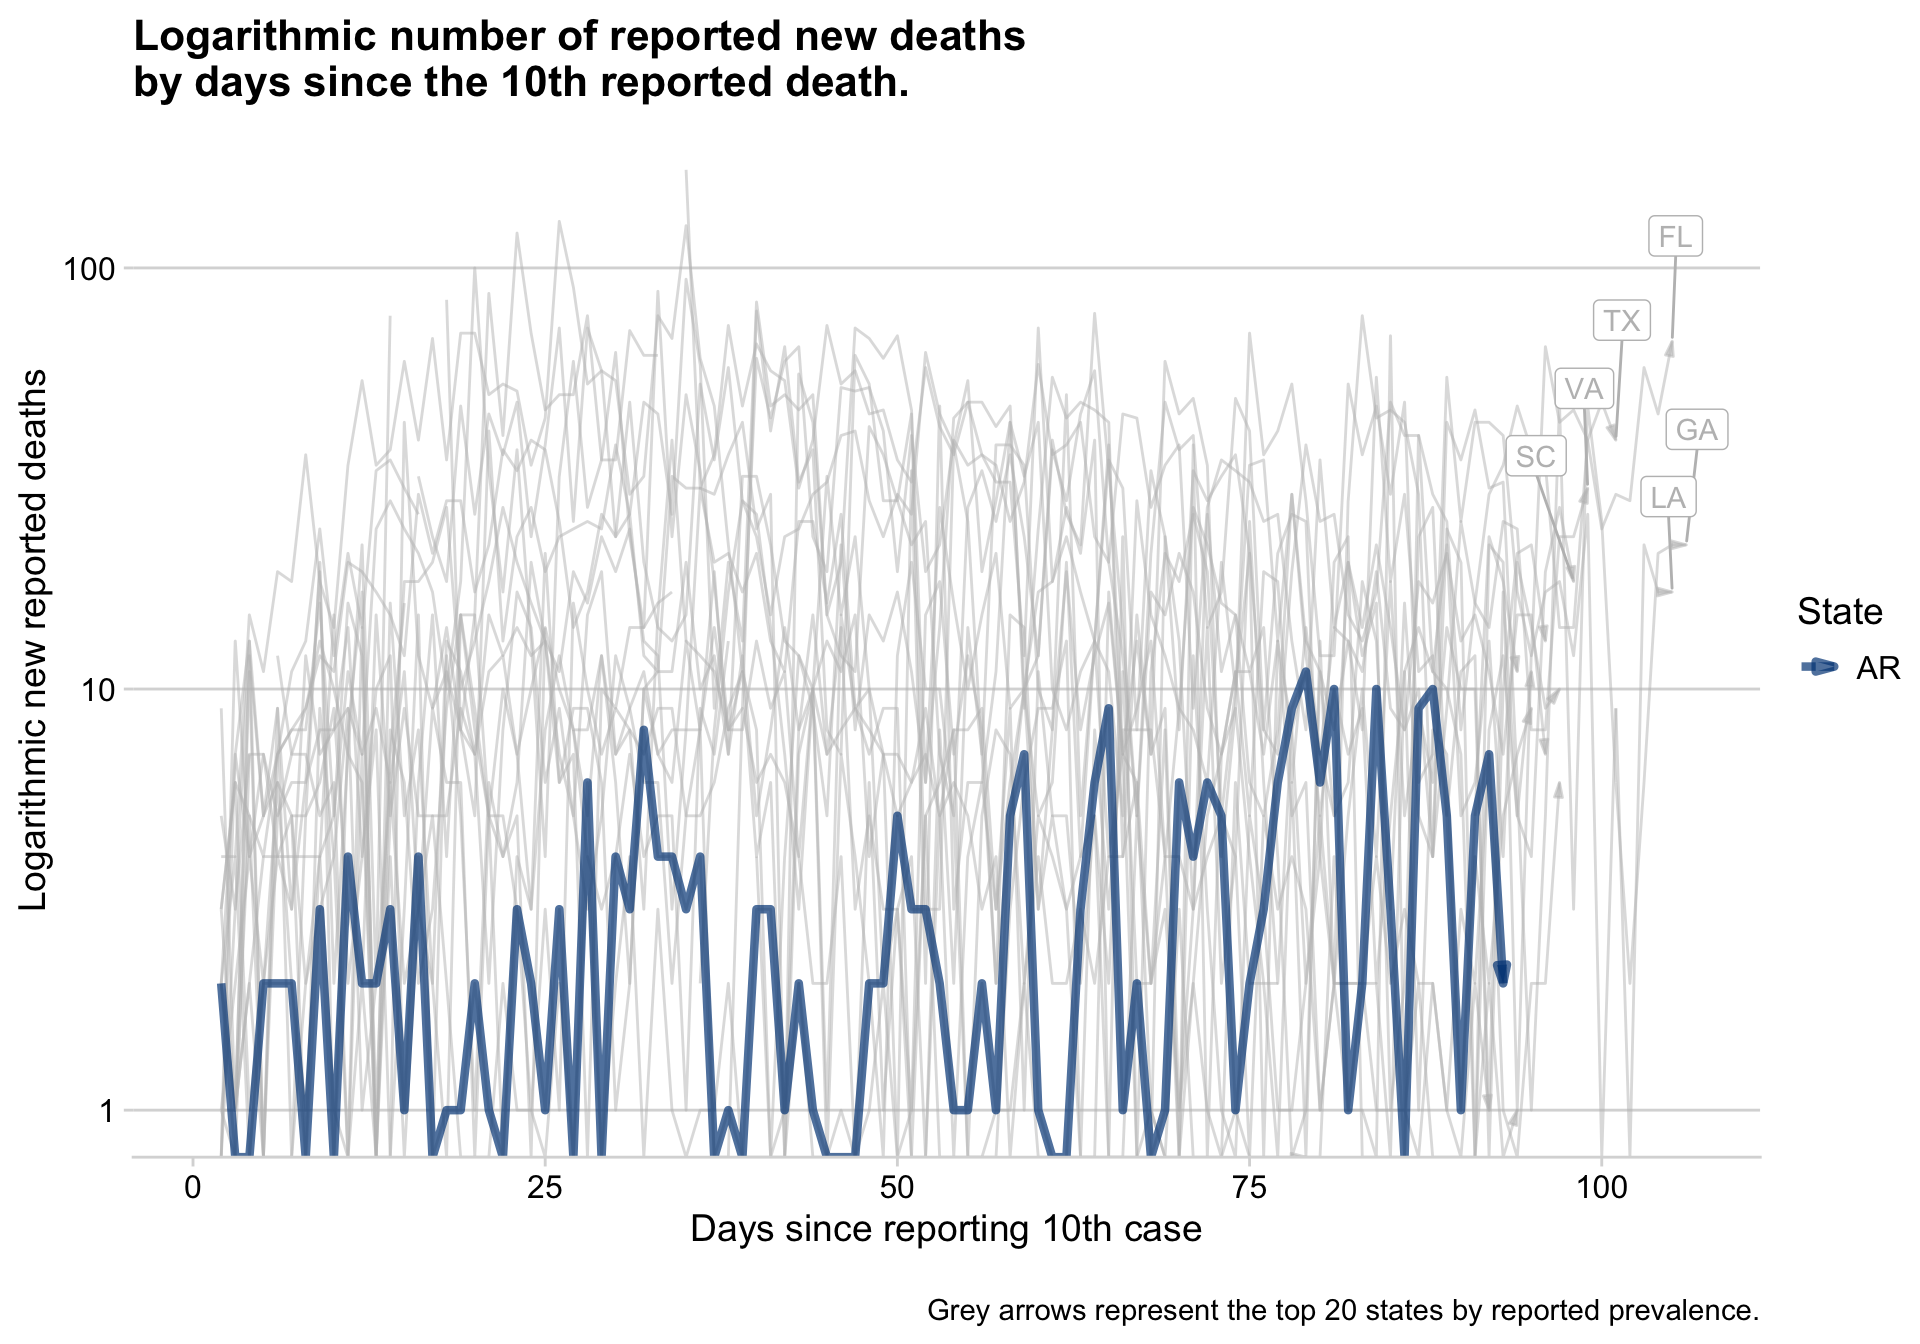 Logarithmic number of reported new deaths
by days since the 10th reported death.
Logarithmic new reported deaths
100
10
1
FL
TX
VA
GA
SC
LA
State
AR
0
25
50
75
100
Days since reporting 10th case
Grey arrows represent the top 20 states by reported prevalence.